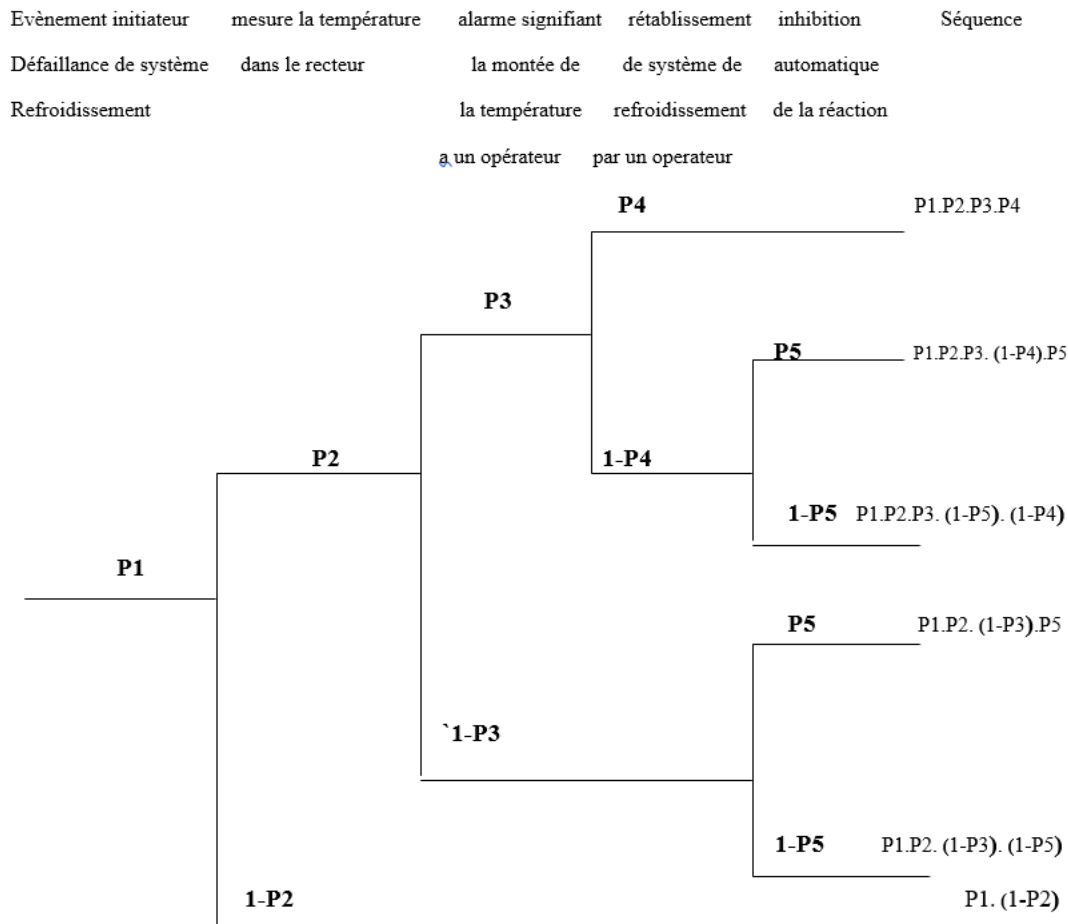 Evènement initiateur mesure la température alarme signifiant rétablissement inhibition Séquence
Défaillance de système dans le recteur la montée de de système de automatique
Refroidissement la température refroidissement de la réaction
a un opérateur par un operateur
P4 P1.P2.P3.P4
P3
P5 P1.P2.P3. (1-P4).P5
P2 1-P4
1-P5 P1.P2.P3. (1-P5). (1-P4)
P1
P5 P1.P2. (1-P3).P5
`1-P3
1-P5 P1.P2. (1-P3). (1-P5)
1-P2 P1. (1-P2)